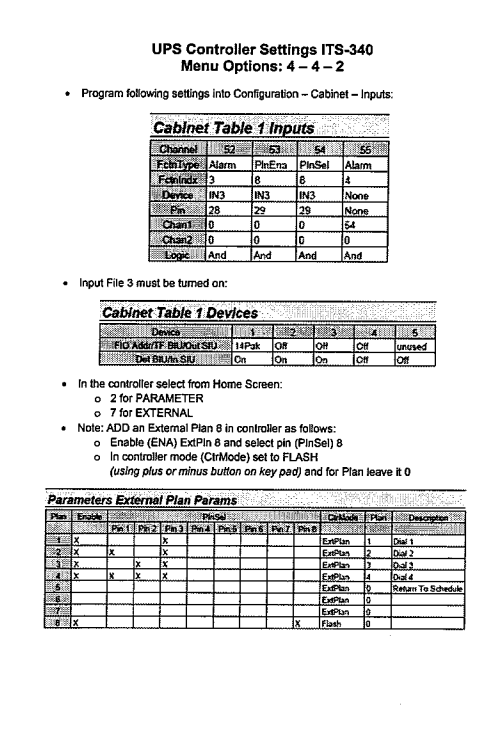 UPS Controller Settings ITS-340
Menu Options: 4 – 4 – 2
• Program following settings into Configuration – Cabinet – Inputs:
Cabinet Table 1 Inputs
Channel 52 53 54 55
FctnType Alarm PlnEna PlnSel Alarm
FctnIndx 3 8 8 4
Device IN3 IN3 IN3 None
Pin 28 29 29 None
Chan1 0 0 0 54
Chan2 0 0 0 0
Logic And And And And
• Input File 3 must be turned on:
Cabinet Table 1 Devices
Device 1 2 3 4 5
FIO Addr/TF BIU/Out SIU 14Pak Off Off Off unused
Det BIU/In SIU On On On Off Off
• In the controller select from Home Screen:
o 2 for PARAMETER
o 7 for EXTERNAL
• Note: ADD an External Plan 8 in controller as follows:
o Enable (ENA) ExtPln 8 and select pin (PlnSel) 8
o In controller mode (CtrMode) set to FLASH
(using plus or minus button on key pad) and for Plan leave it 0
Parameters External Plan Params
Plan Enable PlnSel CtrlMode Plan Description
Pin 1 Pin 2 Pin 3 Pin 4 Pin 5 Pin 6 Pin 7 Pin 8
1 X X ExtPlan 1 Dial 1
2 X X X ExtPlan 2 Dial 2
3 X X X ExtPlan 3 Dial 3
4 X X X X ExtPlan 4 Dial 4
5 ExtPlan 0 Return To Schedule
6 ExtPlan 0
7 ExtPlan 0
8 X X Flash 0